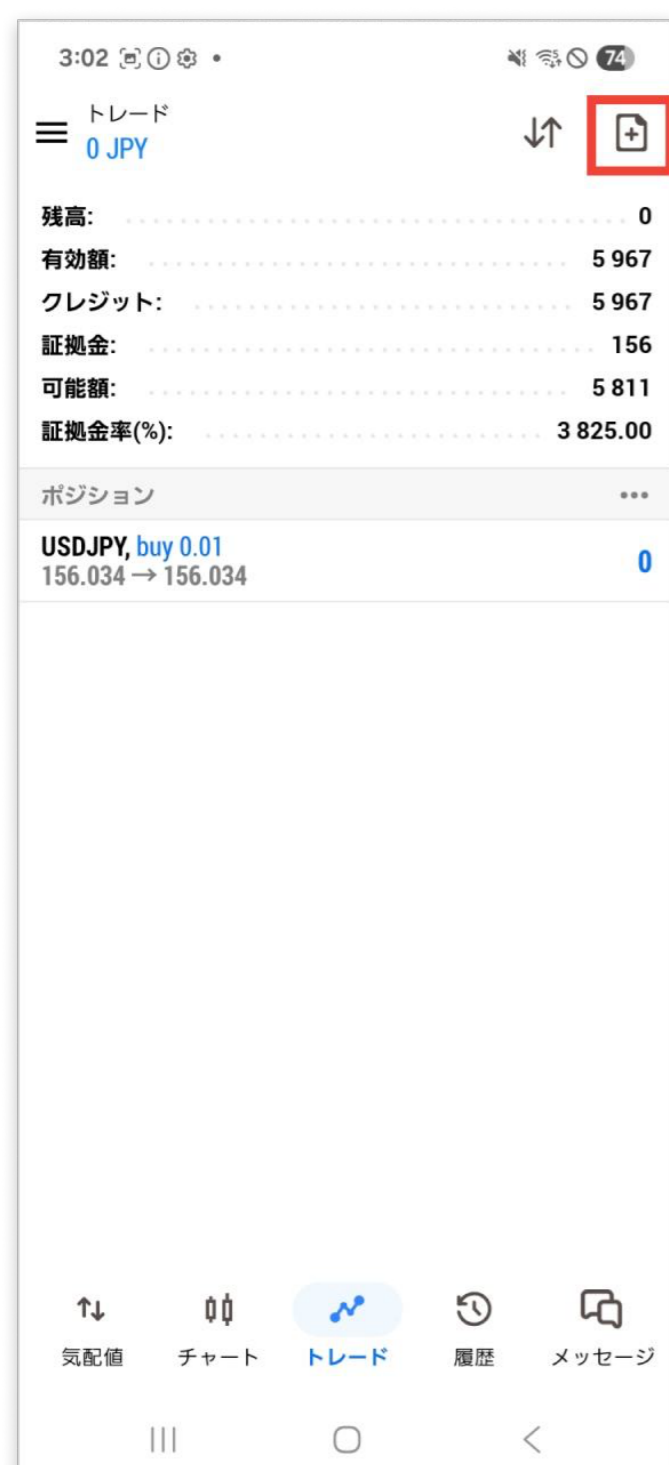 3:02
74
トレード
0 JPY
残高: 0
有効額: 5 967
クレジット: 5 967
証拠金: 156
可能額: 5 811
証拠金率(%): 3 825.00
ポジション
USDJPY, buy 0.01
156.034 → 156.034
0
気配値 チャート トレード 履歴 メッセージ